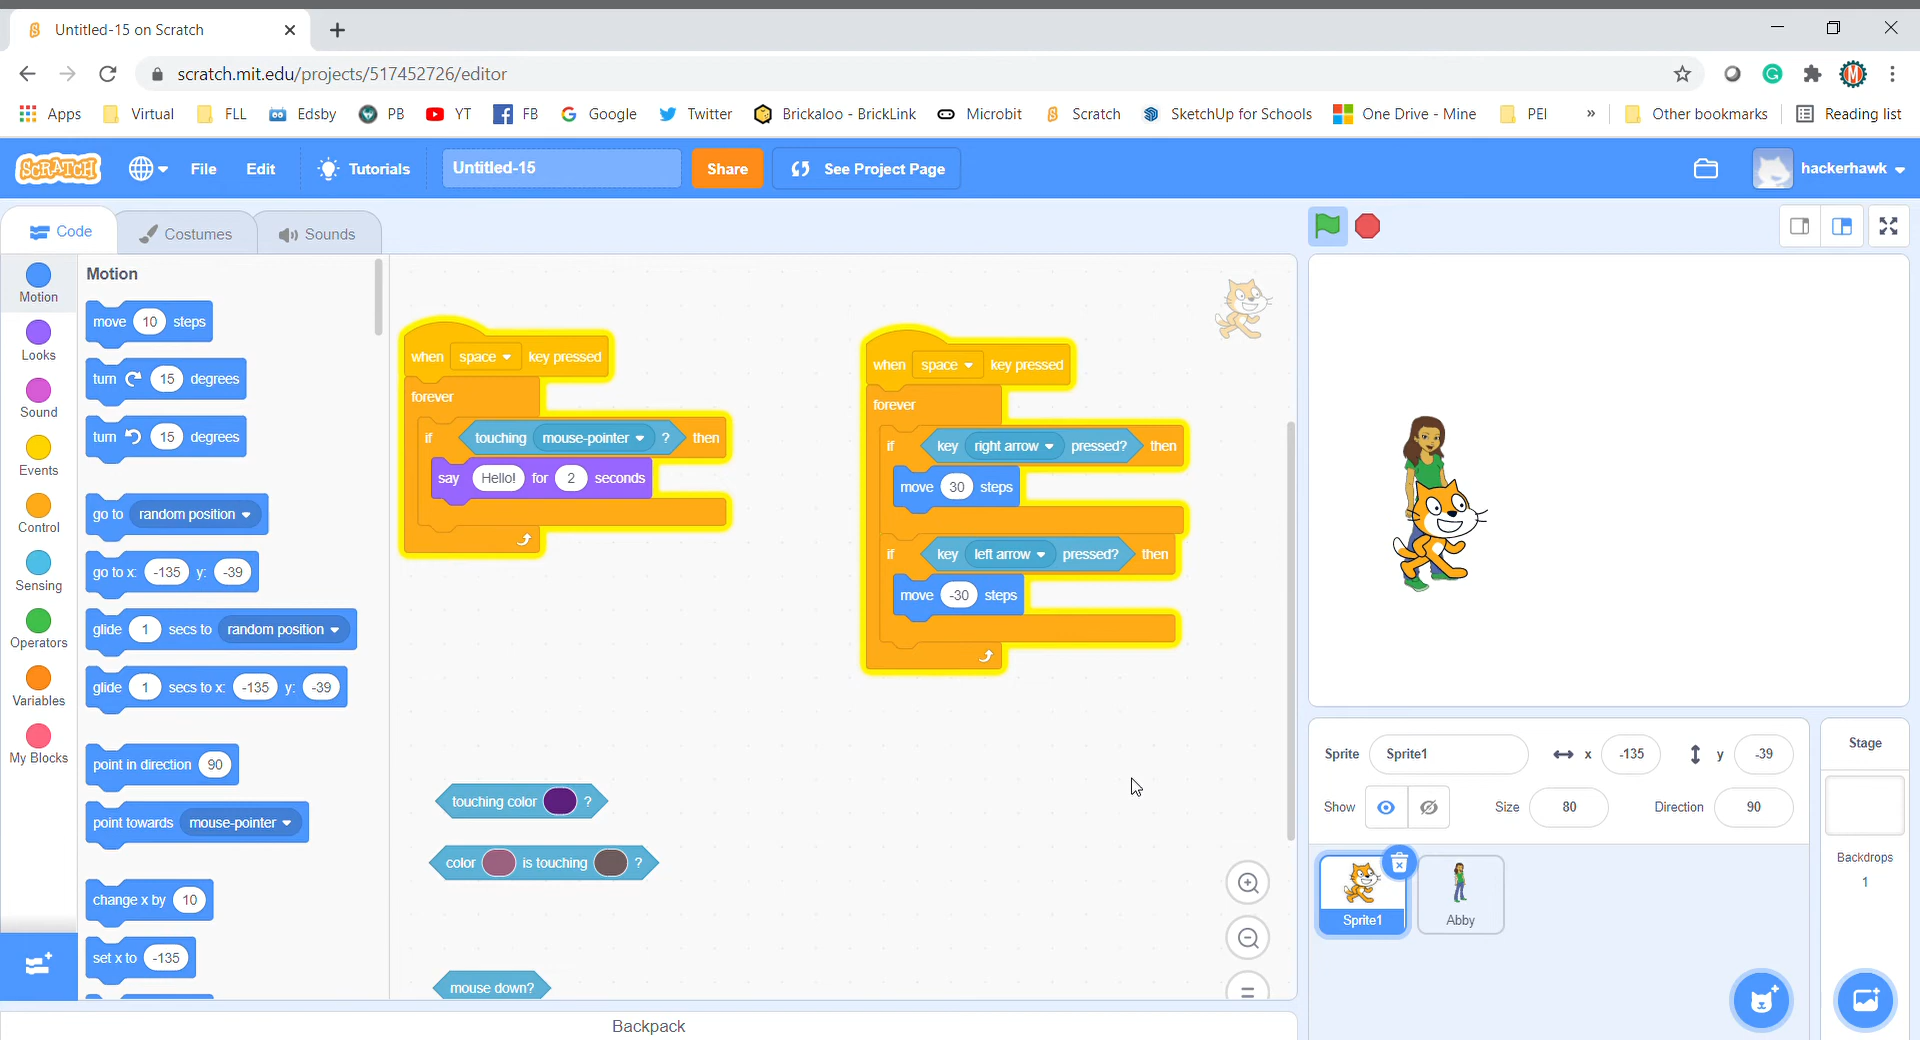 Untitled-15 on Scratch
scratch.mit.edu/projects/517452726/editor
Apps Virtual FLL Edsby PB YT FB Google Twitter Brickaloo - BrickLink Microbit Scratch SketchUp for Schools One Drive - Mine PEI » Other bookmarks Reading list
SCRATCH File Edit Tutorials Untitled-15 Share See Project Page hackerhawk
Code Costumes Sounds
Motion
Looks
Sound
Events
Control
Sensing
Operators
Variables
My Blocks
Motion
move 10 steps
turn 15 degrees
turn 15 degrees
go to random position
go to x: -135 y: -39
glide 1 secs to random position
glide 1 secs to x: -135 y: -39
point in direction 90
point towards mouse-pointer
change x by 10
set x to -135
when space key pressed
forever
if touching mouse-pointer ? then
say Hello! for 2 seconds
when space key pressed
forever
if key right arrow pressed? then
move 30 steps
if key left arrow pressed? then
move -30 steps
touching color ?
color is touching ?
mouse down?
Backpack
Sprite Sprite1 x -135 y -39
Show Size 80 Direction 90
Sprite1
Abby
Stage
Backdrops
1